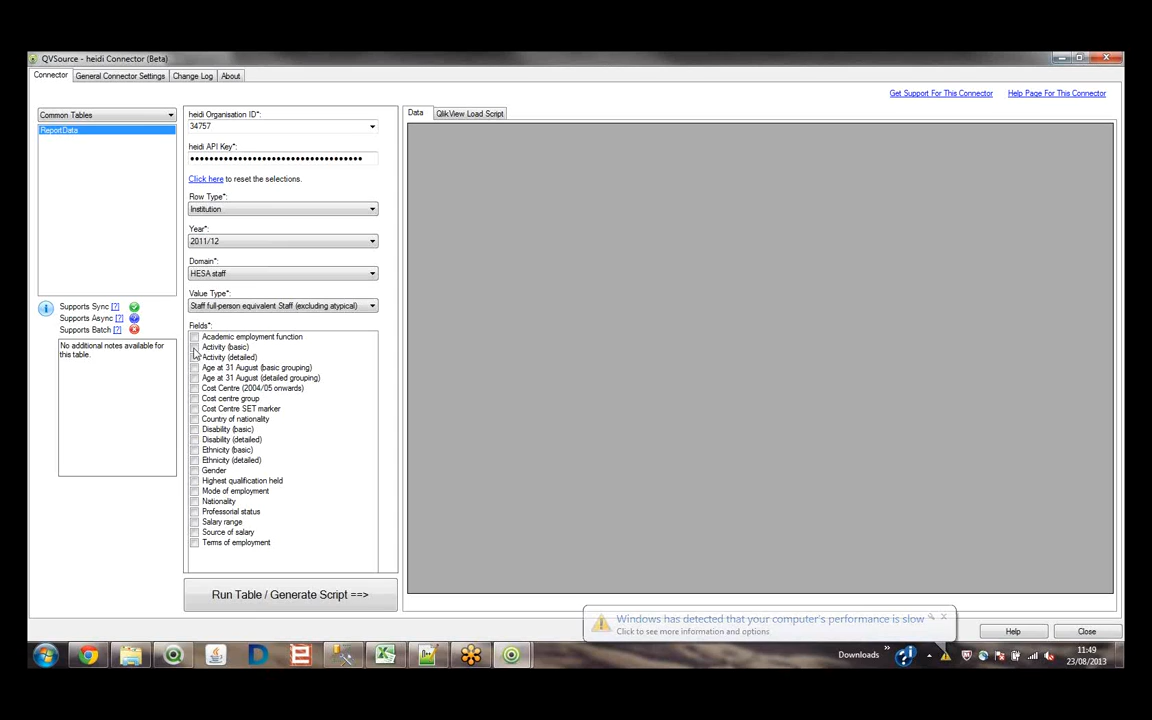 QVSource - heidi Connector (Beta)
Connector
General Connector Settings
Change Log
About
Get Support For This Connector
Help Page For This Connector
Common Tables
ReportData
Supports Sync [?]
Supports Async [?]
Supports Batch [?]
No additional notes available for
this table.
heidi Organisation ID*:
34757
heidi API Key*:
Click here to reset the selections.
Row Type*:
Institution
Year*:
2011/12
Domain*:
HESA staff
Value Type*:
Staff full-person equivalent Staff (excluding atypical)
Fields*:
Academic employment function
Activity (basic)
Activity (detailed)
Age at 31 August (basic grouping)
Age at 31 August (detailed grouping)
Cost Centre (2004/05 onwards)
Cost centre group
Cost Centre SET marker
Country of nationality
Disability (basic)
Disability (detailed)
Ethnicity (basic)
Ethnicity (detailed)
Gender
Highest qualification held
Mode of employment
Nationality
Professorial status
Salary range
Source of salary
Terms of employment
Run Table / Generate Script ==>
Data
QlikView Load Script
Windows has detected that your computer's performance is slow
Click to see more information and options
Help
Close
Downloads
11:49
23/08/2013